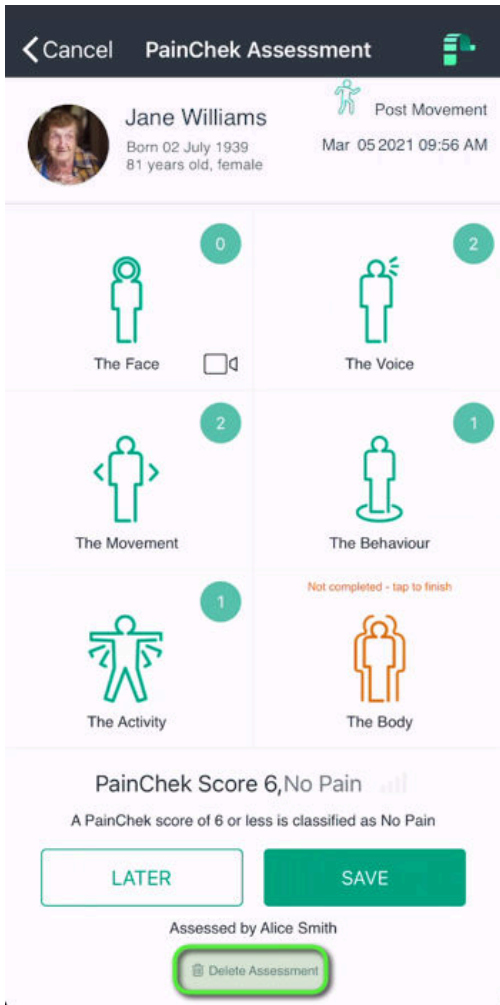 Cancel PainChek Assessment
Jane Williams
Born 02 July 1939
81 years old, female
Post Movement
Mar 05 2021 09:56 AM
0
The Face
2
The Voice
2
The Movement
1
The Behaviour
1
The Activity
Not completed - tap to finish
The Body
PainChek Score 6,No Pain
A PainChek score of 6 or less is classified as No Pain
LATER
SAVE
Assessed by Alice Smith
Delete Assessment